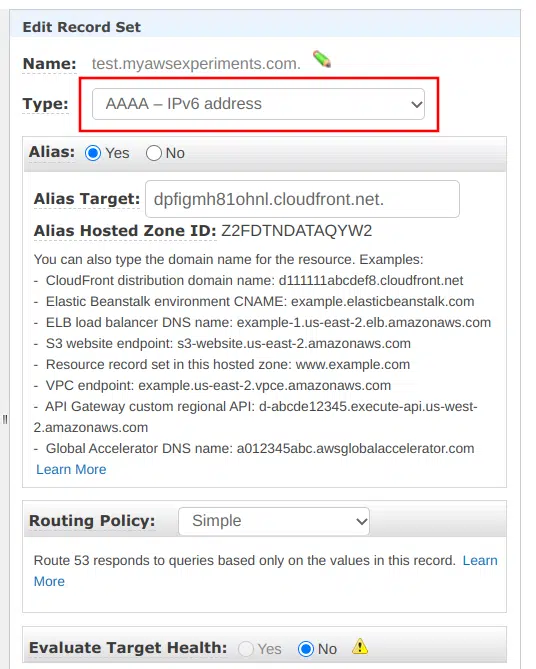 Edit Record Set
Name: test.myawsexperiments.com.
Type: AAAA – IPv6 address
Alias: Yes No
Alias Target: dpfigmh81ohnl.cloudfront.net.
Alias Hosted Zone ID: Z2FDTNDATAQYW2
You can also type the domain name for the resource. Examples:
- CloudFront distribution domain name: d111111abcdef8.cloudfront.net
- Elastic Beanstalk environment CNAME: example.elasticbeanstalk.com
- ELB load balancer DNS name: example-1.us-east-2.elb.amazonaws.com
- S3 website endpoint: s3-website.us-east-2.amazonaws.com
- Resource record set in this hosted zone: www.example.com
- VPC endpoint: example.us-east-2.vpce.amazonaws.com
- API Gateway custom regional API: d-abcde12345.execute-api.us-west-
2.amazonaws.com
- Global Accelerator DNS name: a012345abc.awsglobalaccelerator.com
Learn More
Routing Policy: Simple
Route 53 responds to queries based only on the values in this record. Learn
More
Evaluate Target Health: Yes No